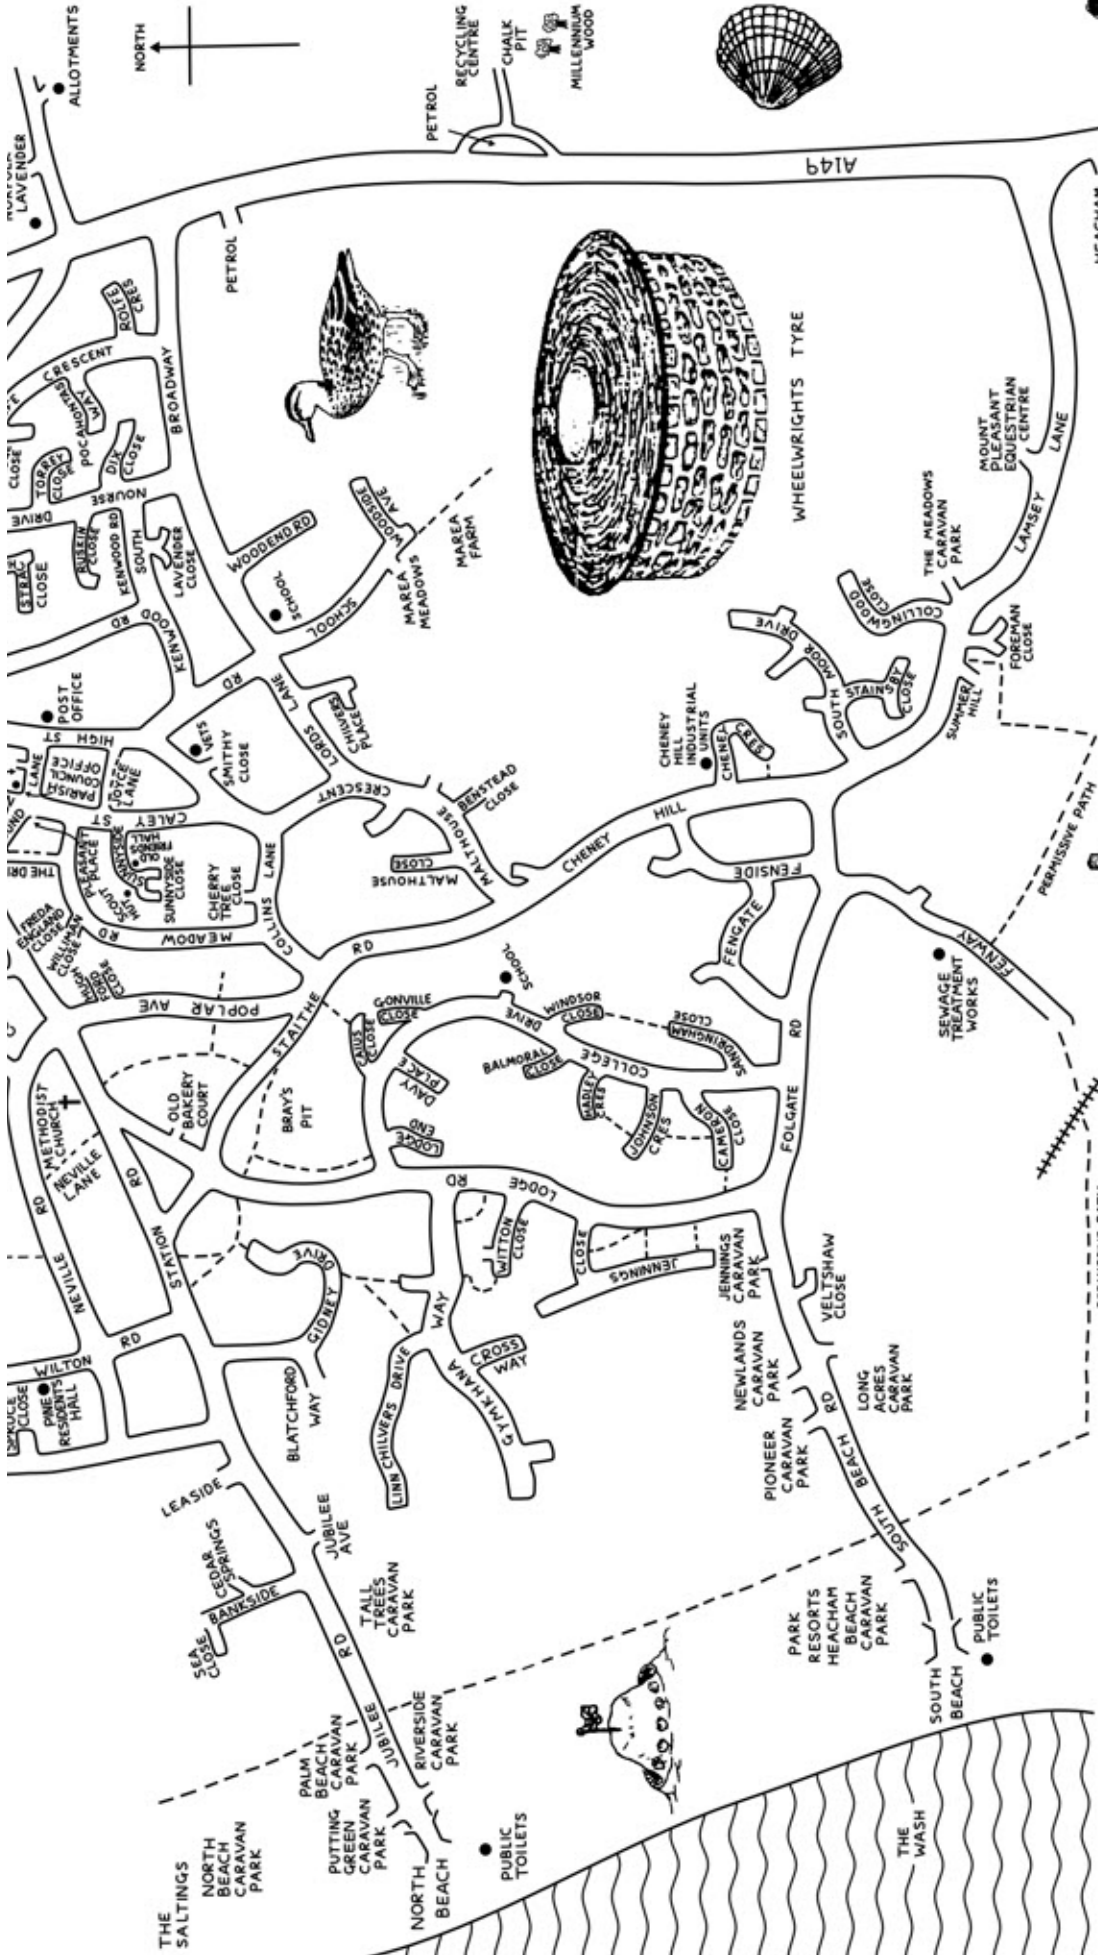 THE
SALTINGS
NORTH
BEACH
CARAVAN
PARK
PUTTING
GREEN
CARAVAN
PARK
NORTH
BEACH
PUBLIC
TOILETS
PALM
BEACH
CARAVAN
PARK
JUBILEE
RD
RIVERSIDE
CARAVAN
PARK
TALL
TREES
CARAVAN
PARK
SEA
CLOSE
BANKSIDE
CEDAR
SPRINGS
LEASIDE
JUBILEE
AVE
SPRUCE
CLOSE
PINE
RESIDENTS
HALL
WILTON
RD
NEVILLE
RD
STATION
RD
METHODIST
CHURCH
NEVILLE
LANE
BLATCHFORD
WAY
GIDNEY DRIVE
LINN CHILVERS DRIVE
GYMKHANA
WAY
CROSS
WAY
WITTON
CLOSE
JENNINGS
CLOSE
LODGE
RD
OLD
BAKERY
COURT
BRAY'S
PIT
STAITHE
RD
POPLAR
AVE
LODGE
END
DAVY
PLACE
CAIUS
CLOSE
GONVILLE
CLOSE
SCHOOL
COLLEGE
DRIVE
BALMORAL
CLOSE
WINDSOR
CLOSE
HADLEY
CRES
JOHNSON
CRES
CAMERON
CLOSE
SANDRINGHAM
CLOSE
THE
WASH
SOUTH
BEACH
PUBLIC
TOILETS
PARK
RESORTS
HEACHAM
BEACH
CARAVAN
PARK
SOUTH
BEACH
RD
PIONEER
CARAVAN
PARK
NEWLANDS
CARAVAN
PARK
JENNINGS
CARAVAN
PARK
LONG
ACRES
CARAVAN
PARK
VELTSHAW
CLOSE
FOLGATE
RD
FENGATE
FENSIDE
FENWAY
SEWAGE
TREATMENT
WORKS
PERMISSIVE PATH
FREDA
ENGLAND
CLOSE
WILLIMAN
CLOSE
HUGH
FORD
CLOSE
MEADOW
RD
PLEASANT
PLACE
SCOUT
HUT
SUNNYSIDE
OLD
FRIENDS
HALL
SUNNYSIDE
CLOSE
CHERRY
TREE
CLOSE
COLLINS
LANE
CALEY
ST
LANE
PARISH
COUNCIL
OFFICE
JOYCE
LANE
HIGH
ST
POST
OFFICE
VETS
SMITHY
CLOSE
LORDS
LANE
CHILVERS
PLACE
MALTHOUSE
CRESCENT
MALTHOUSE
CLOSE
BENSTEAD
CLOSE
CHENEY
HILL
CHENEY
HILL
INDUSTRIAL
UNITS
CHENEY
CRES
SOUTH
MOOR
DRIVE
STAINSBY
CLOSE
COLLINGWOOD
CLOSE
SUMMER
HILL
FOREMAN
CLOSE
THE MEADOWS
CARAVAN
PARK
LAMSEY
LANE
MOUNT
PLEASANT
EQUESTRIAN
CENTRE
KENWOOD
RD
RD
KENWOOD RD
RUSKIN
CLOSE
CLOSE
SOUTH
LAVENDER
CLOSE
NOURSE
DRIVE
TORREY
CLOSE
DIX
CLOSE
CLOSE
POCAHONTAS
WAY
CRESCENT
ROLFE
CRES
BROADWAY
SCHOOL
SCHOOL
WOODEND RD
WOODSIDE
AVE
MAREA
MEADOWS
MAREA
FARM
WHEELWRIGHTS TYRE
PETROL
LAVENDER
ALLOTMENTS
NORTH
PETROL
RECYCLING
CENTRE
CHALK
PIT
MILLENNIUM
WOOD
A149